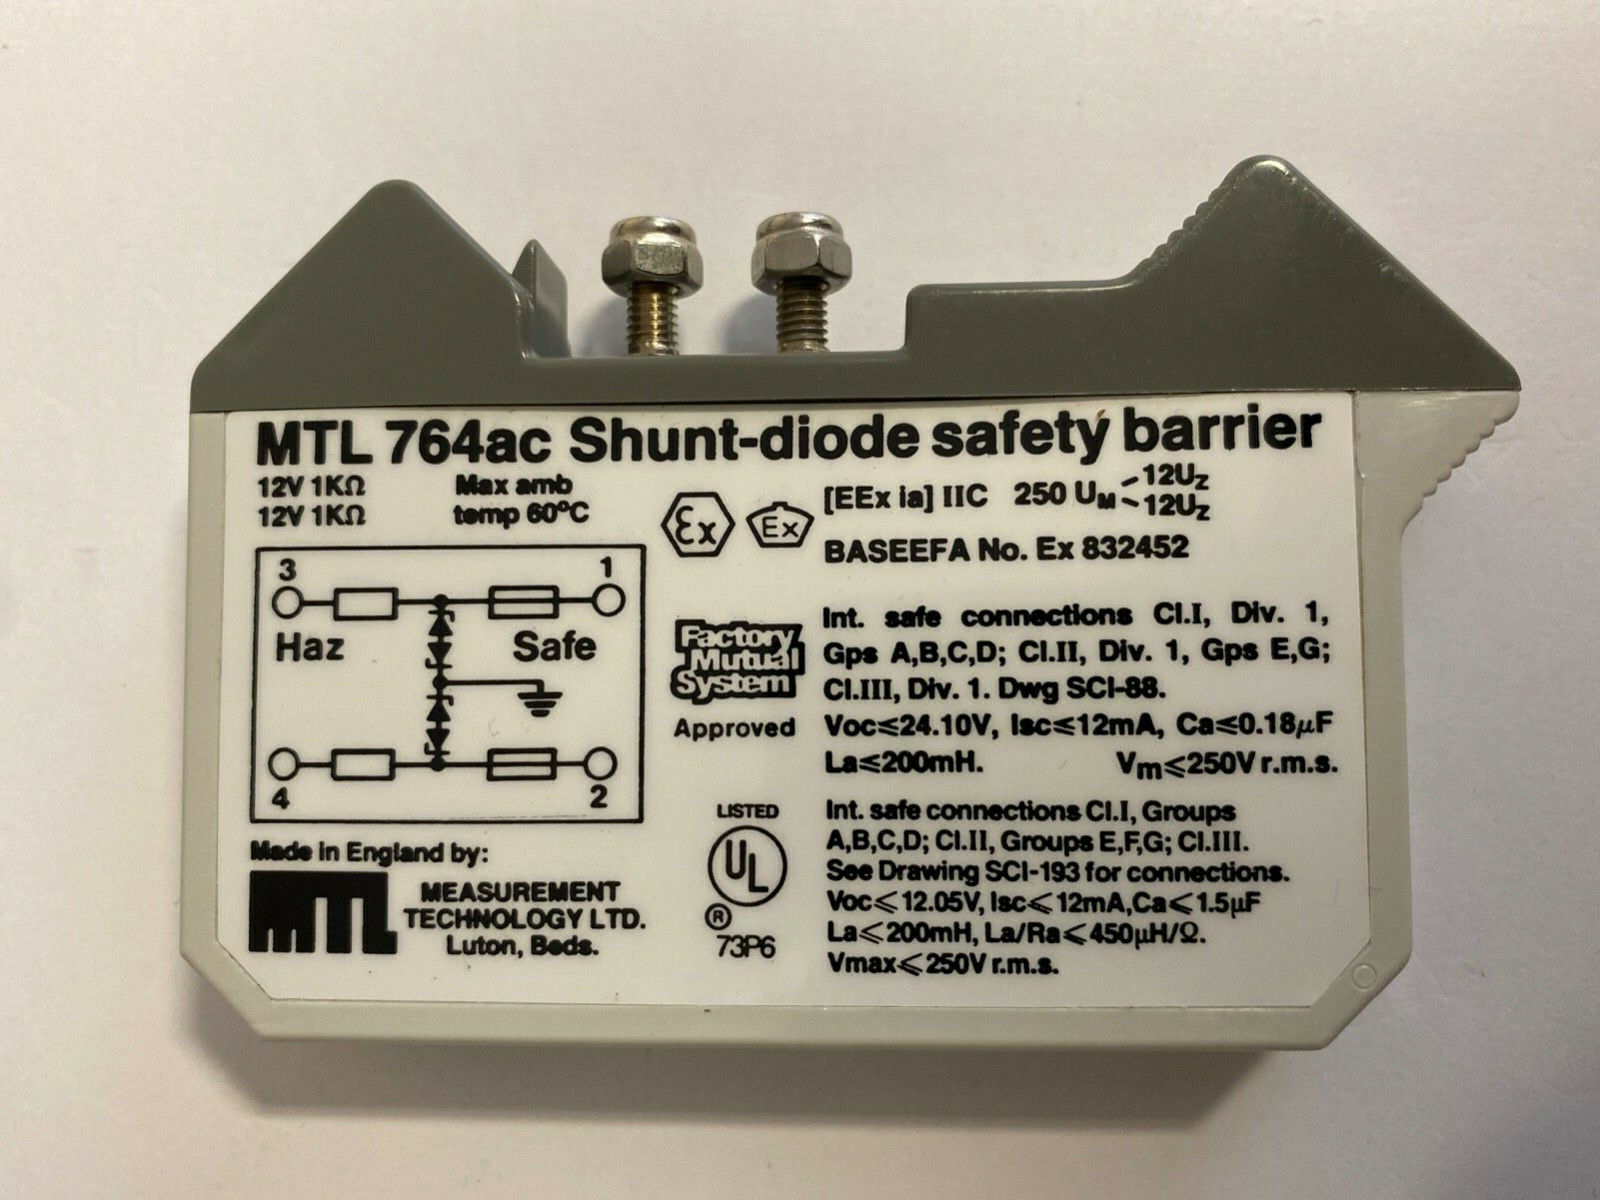 MTL 764ac Shunt-diode safety barrier
12V 1KΩ
12V 1KΩ
Max amb
temp 60°C
3
1
Haz
Safe
4
2
Made in England by:
MTL
MEASUREMENT
TECHNOLOGY LTD.
Luton, Beds.
Ex
Ex
[EEx ia] IIC 250 UM 12UZ
12UZ
BASEEFA No. Ex 832452
Factory
Mutual
System
Approved
Int. safe connections Cl.I, Div. 1,
Gps A,B,C,D; Cl.II, Div. 1, Gps E,G;
Cl.III, Div. 1. Dwg SCI-88.
Voc≤24.10V, Isc≤12mA, Ca≤0.18µF
La≤200mH. Vm≤250V r.m.s.
LISTED
UL
®
73P6
Int. safe connections Cl.I, Groups
A,B,C,D; Cl.II, Groups E,F,G; Cl.III.
See Drawing SCI-193 for connections.
Voc≤12.05V, Isc≤12mA,Ca≤1.5µF
La≤200mH, La/Ra≤450µH/Ω.
Vmax≤250V r.m.s.